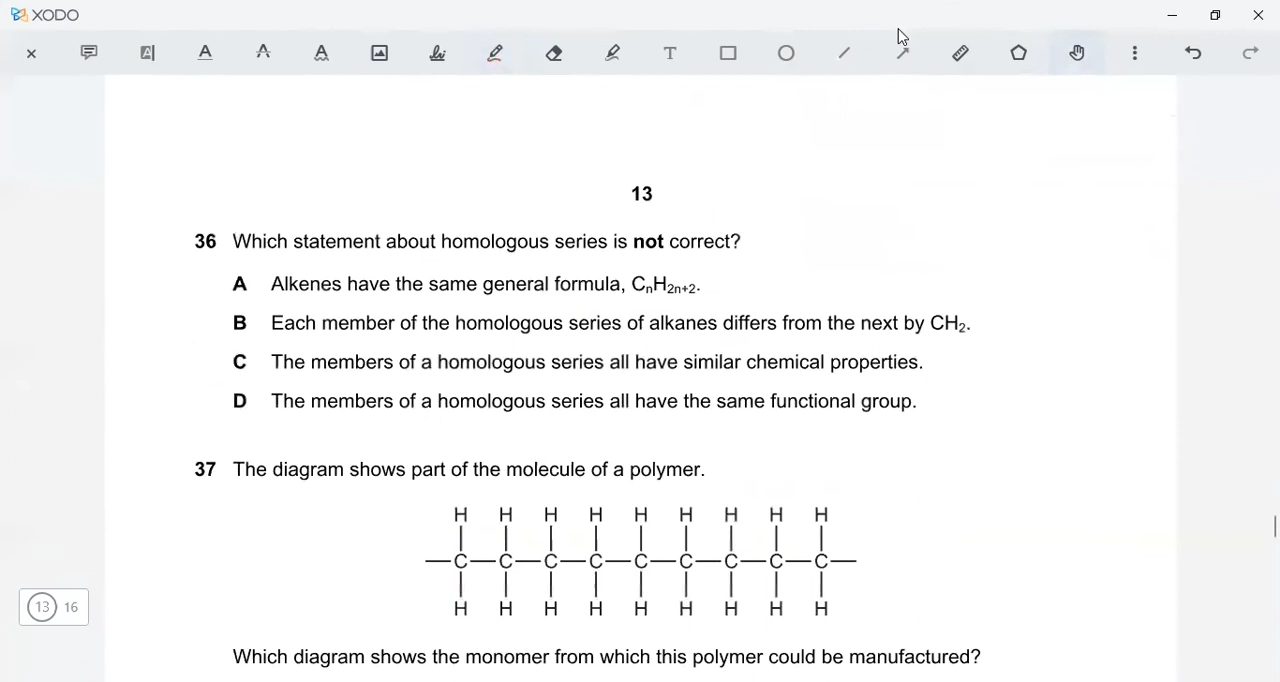 XODO
13
36 Which statement about homologous series is not correct?
A Alkenes have the same general formula, CₙH₂ₙ₊₂.
B Each member of the homologous series of alkanes differs from the next by CH₂.
C The members of a homologous series all have similar chemical properties.
D The members of a homologous series all have the same functional group.
37 The diagram shows part of the molecule of a polymer.
H H H H H H H H H
C C C C C C C C C
H H H H H H H H H
13 16
Which diagram shows the monomer from which this polymer could be manufactured?